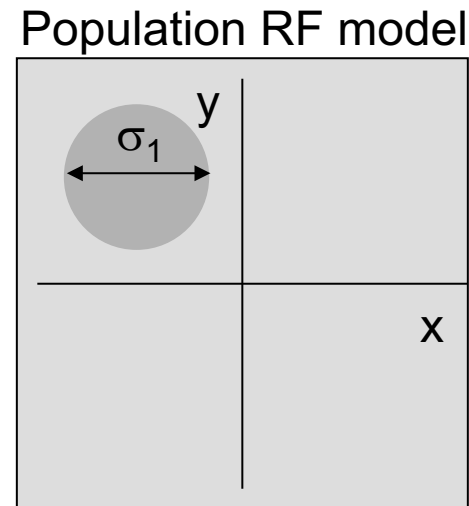 Population RF model
y
σ₁
x